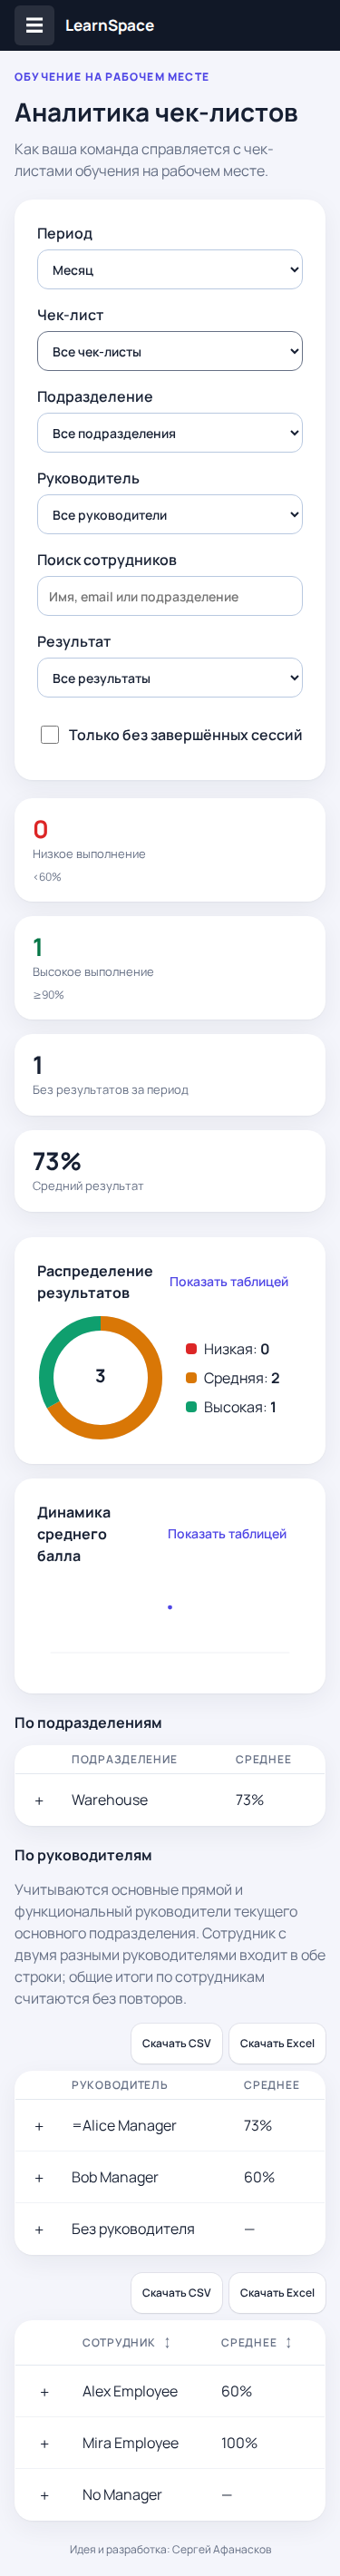 LearnSpace
ОБУЧЕНИЕ НА РАБОЧЕМ МЕСТЕ
Аналитика чек-листов
Как ваша команда справляется с чек-
листами обучения на рабочем месте.
Период
Месяц
Чек-лист
Все чек-листы
Подразделение
Все подразделения
Руководитель
Все руководители
Поиск сотрудников
Имя, email или подразделение
Результат
Все результаты
Только без завершённых сессий
0
Низкое выполнение
<60%
1
Высокое выполнение
≥90%
1
Без результатов за период
73%
Средний результат
Распределение
результатов
Показать таблицей
3
Низкая: 0
Средняя: 2
Высокая: 1
Динамика
среднего
балла
Показать таблицей
По подразделениям
ПОДРАЗДЕЛЕНИЕ СРЕДНЕЕ
+ Warehouse 73%
По руководителям
Учитываются основные прямой и
функциональный руководители текущего
основного подразделения. Сотрудник с
двумя разными руководителями входит в обе
строки; общие итоги по сотрудникам
считаются без повторов.
Скачать CSV Скачать Excel
РУКОВОДИТЕЛЬ СРЕДНЕЕ
+ =Alice Manager 73%
+ Bob Manager 60%
+ Без руководителя —
Скачать CSV Скачать Excel
СОТРУДНИК ↕ СРЕДНЕЕ ↕
+ Alex Employee 60%
+ Mira Employee 100%
+ No Manager —
Идея и разработка: Сергей Афанасков